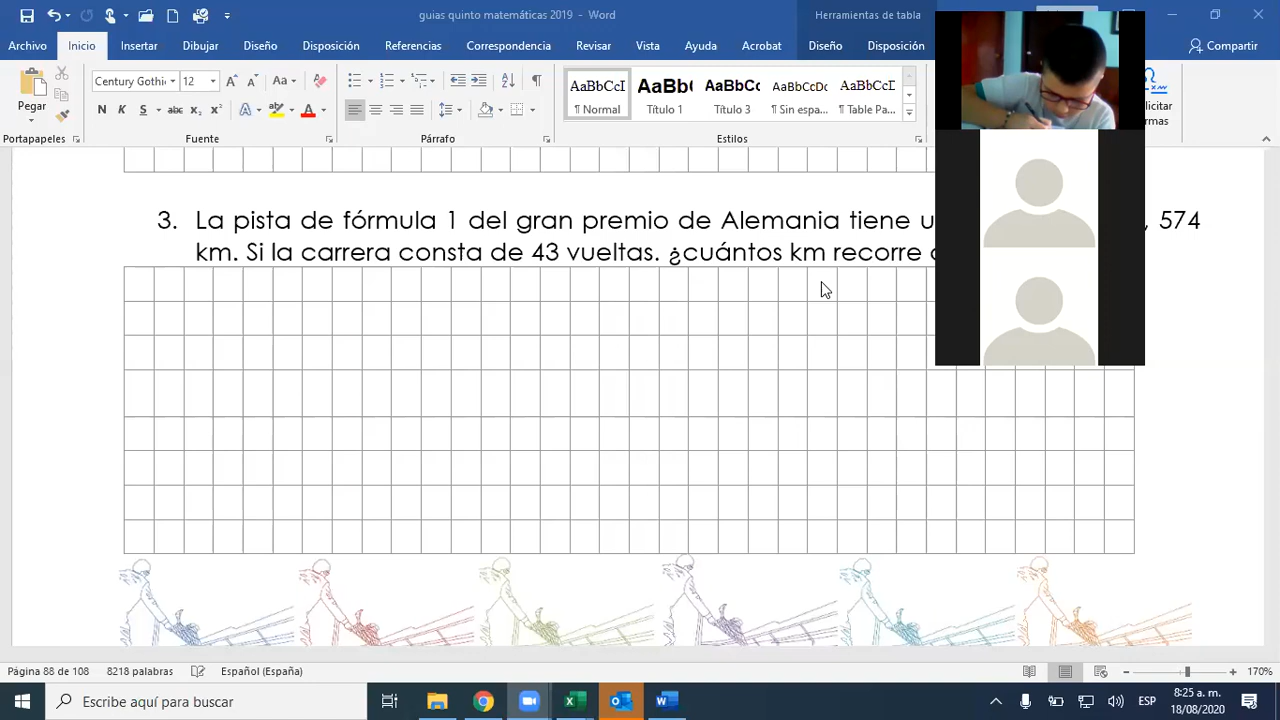 guias quinto matemáticas 2019 - Word
Herramientas de tabla
Archivo Inicio Insertar Dibujar Diseño Disposición Referencias Correspondencia Revisar Vista Ayuda Acrobat Diseño Disposición Compartir
Pegar
Century Gothic 12
AaBbCcI AaBb( AaBbCc AaBbCcDc AaBbCcI
¶ Normal Título 1 Título 3 ¶ Sin espa... ¶ Table Pa...
Portapapeles Fuente Párrafo Estilos
3. La pista de fórmula 1 del gran premio de Alemania tiene , 574
km. Si la carrera consta de 43 vueltas. ¿cuántos km recorre
Página 88 de 108 8218 palabras Español (España) 170%
Escribe aquí para buscar
ESP
8:25 a. m.
18/08/2020